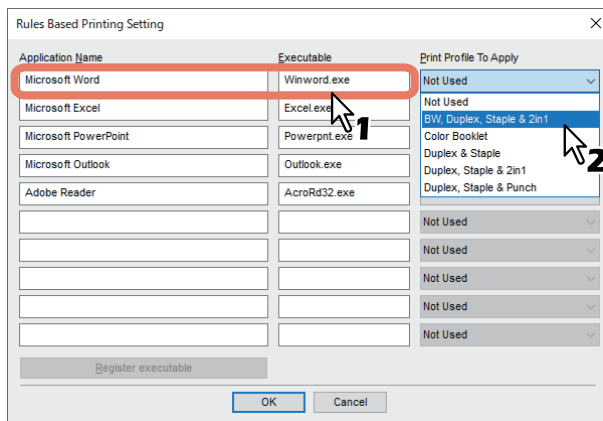 Rules Based Printing Setting
Application Name Executable Print Profile To Apply
Microsoft Word Winword.exe Not Used
Microsoft Excel Excel.exe Not Used
1 BW, Duplex, Staple & 2in1
Microsoft PowerPoint Powerpnt.exe Color Booklet
2
Microsoft Outlook Outlook.exe Duplex & Staple
Duplex, Staple & 2in1
Adobe Reader AcroRd32.exe Duplex, Staple & Punch
Not Used
Not Used
Not Used
Not Used
Not Used
Register executable
OK Cancel